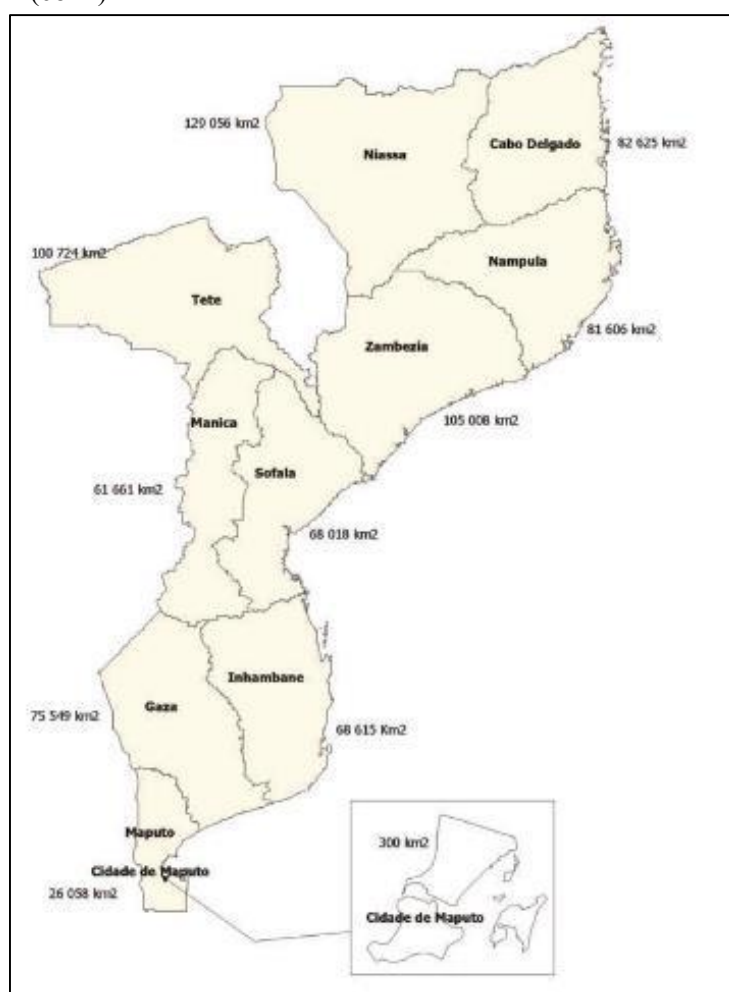 129 056 km2
Niassa
Cabo Delgado
82 625 km2
100 724 km2
Tete
Nampula
81 606 km2
Zambezia
105 008 km2
Manica
Sofala
61 661 km2
68 018 km2
Inhambane
Gaza
75 549 km2
68 615 Km2
Maputo
300 km2
Cidade de Maputo
26 058 km2
Cidade de Maputo